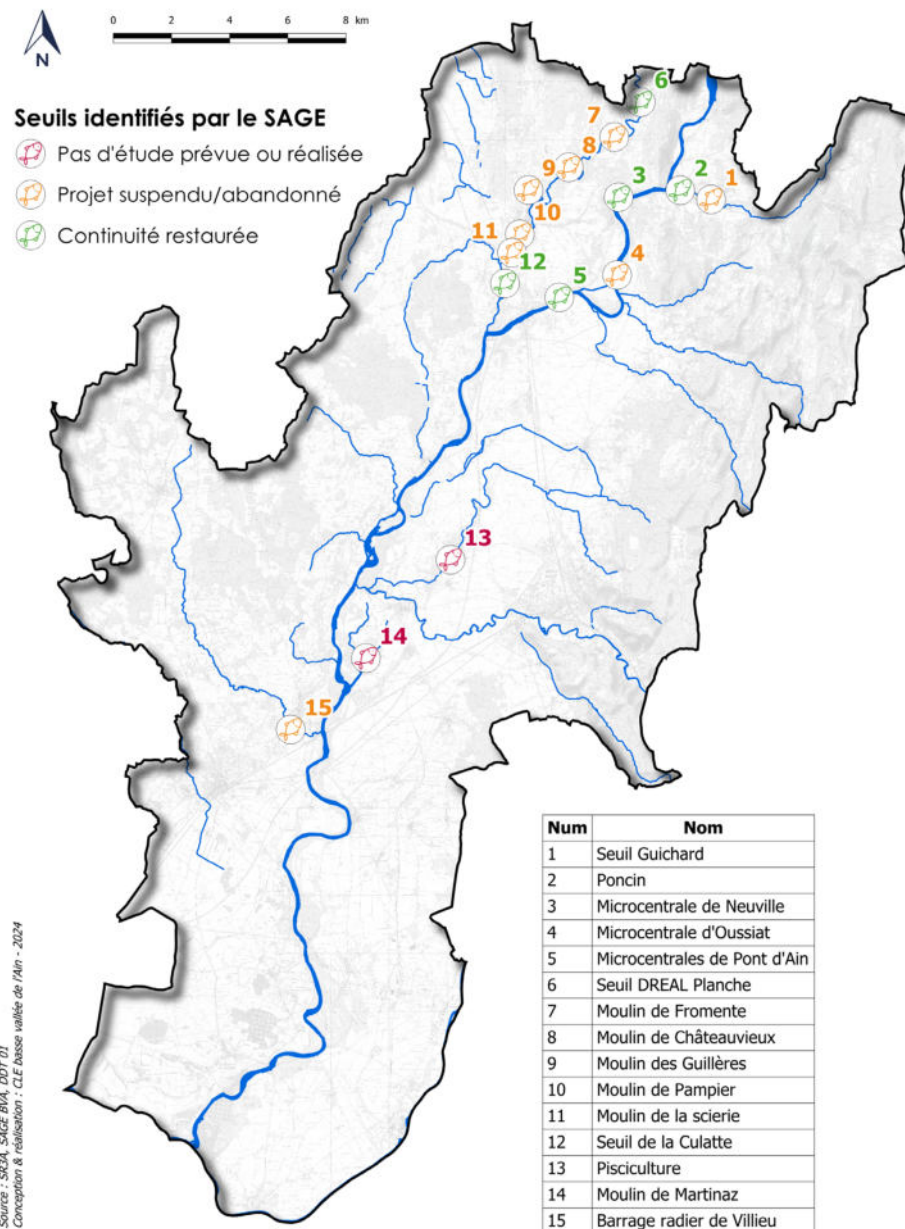 0 2 4 6 8 km
N
Seuils identifiés par le SAGE
Pas d'étude prévue ou réalisée
Projet suspendu/abandonné
Continuité restaurée
6
7
8
9
3
2
1
10
11
12
4
5
13
14
15
Num Nom
1 Seuil Guichard
2 Poncin
3 Microcentrale de Neuville
4 Microcentrale d'Oussiat
5 Microcentrales de Pont d'Ain
6 Seuil DREAL Planche
7 Moulin de Fromente
8 Moulin de Châteauvieux
9 Moulin des Guillères
10 Moulin de Pampier
11 Moulin de la scierie
12 Seuil de la Culatte
13 Pisciculture
14 Moulin de Martinaz
15 Barrage radier de Villieu
Source : SR3A, SAGE BVA, DDT 01
Conception & réalisation : CLE basse vallée de l'Ain - 2024